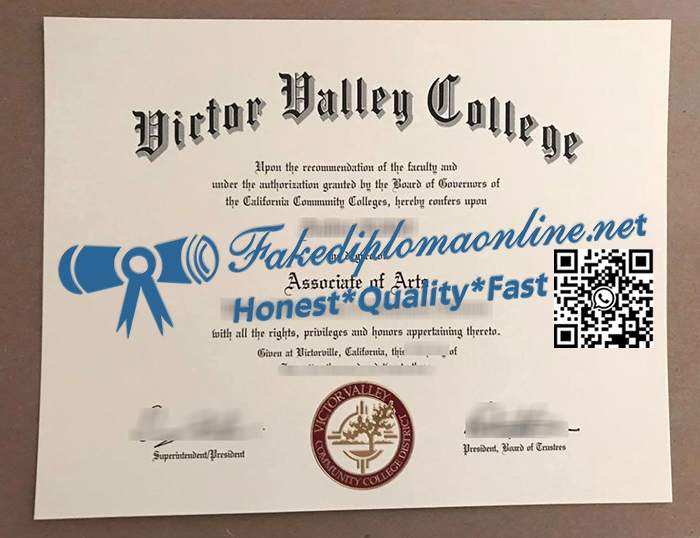 Victor Valley College
Upon the recommendation of the faculty and
under the authorization granted by the Board of Governors of
the California Community Colleges, hereby confers upon
Fakediplomaonline.net
the degree of
Associate of Arts
Honest*Quality*Fast
with all the rights, privileges and honors appertaining thereto.
Given at Victorville, California, this of
VICTOR VALLEY
COMMUNITY COLLEGE DISTRICT
Superintendent/President
President, Board of Trustees